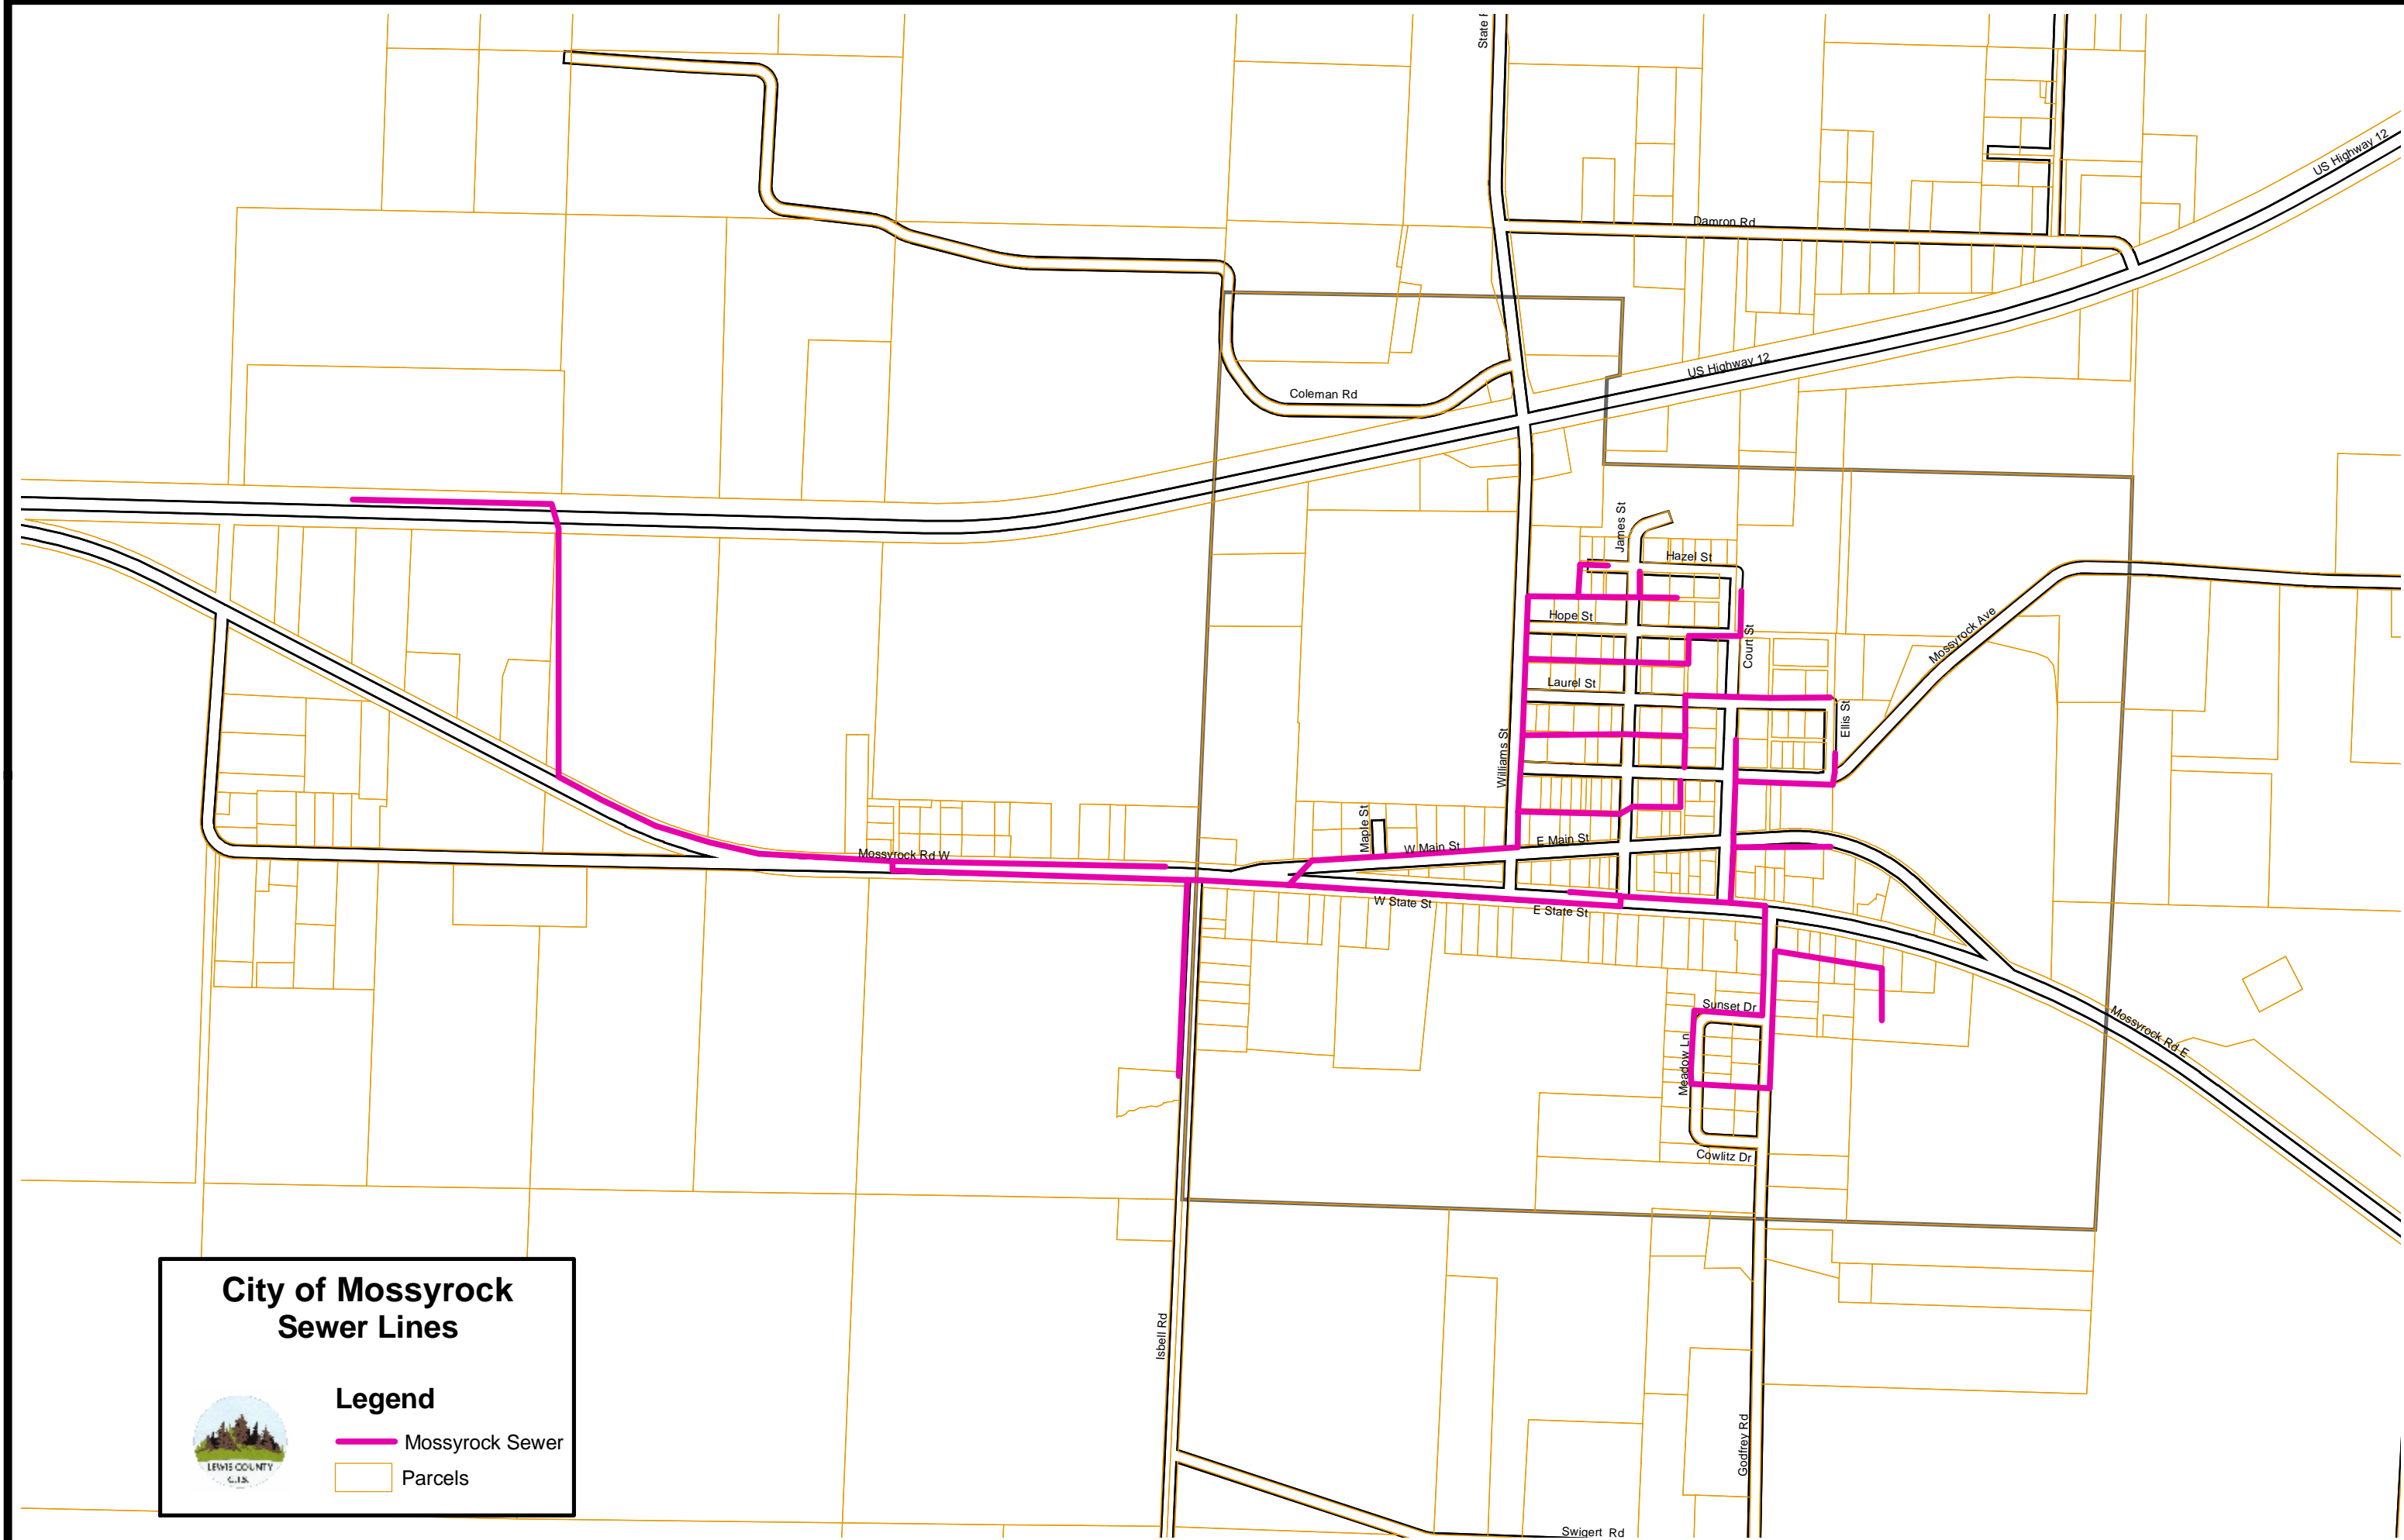 State
US Highway 12
Damron Rd
US Highway 12
Coleman Rd
James St
Hazel St
Hope St
Court St
Mossyrock Ave
Laurel St
Ellis St
Williams St
Maple St
E Main St
W Main St
Mossyrock Rd W
W State St
E State St
Sunset Dr
Mossyrock Rd E
Meadow Ln
Cowlitz Dr
Isbell Rd
Godfrey Rd
Swigert Rd
City of Mossyrock
Sewer Lines
Legend
Mossyrock Sewer
Parcels
LEWIS COUNTY
G.I.S.